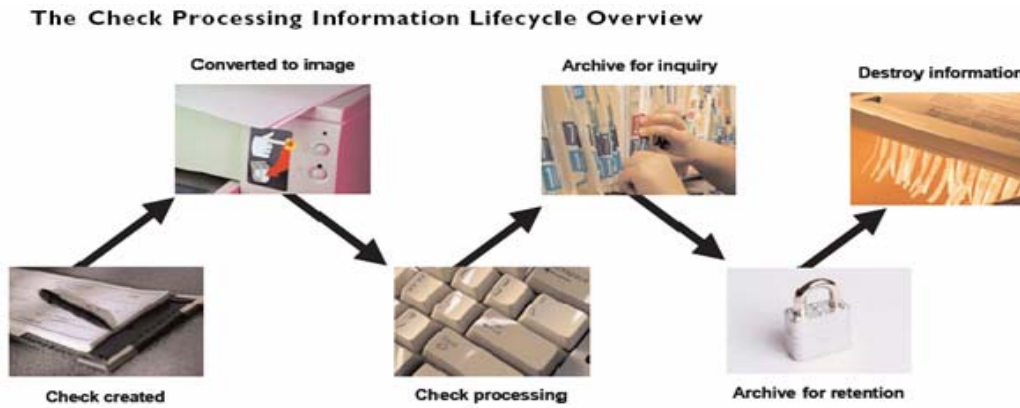 The Check Processing Information Lifecycle Overview
Converted to image
Archive for inquiry
Destroy information
Check created
Check processing
Archive for retention